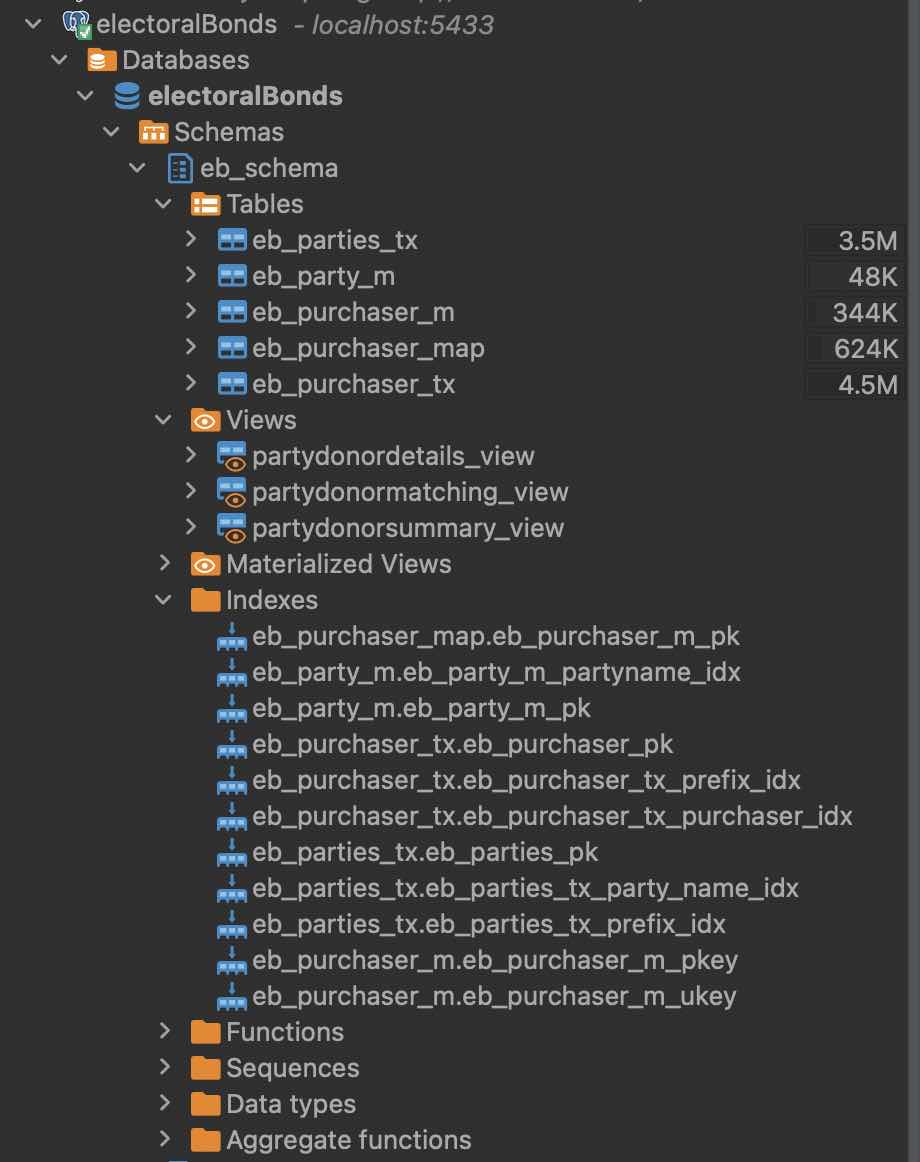 electoralBonds - localhost:5433
Databases
electoralBonds
Schemas
eb_schema
Tables
eb_parties_tx 3.5M
eb_party_m 48K
eb_purchaser_m 344K
eb_purchaser_map 624K
eb_purchaser_tx 4.5M
Views
partydonordetails_view
partydonormatching_view
partydonorsummary_view
Materialized Views
Indexes
eb_purchaser_map.eb_purchaser_m_pk
eb_party_m.eb_party_m_partyname_idx
eb_party_m.eb_party_m_pk
eb_purchaser_tx.eb_purchaser_pk
eb_purchaser_tx.eb_purchaser_tx_prefix_idx
eb_purchaser_tx.eb_purchaser_tx_purchaser_idx
eb_parties_tx.eb_parties_pk
eb_parties_tx.eb_parties_tx_party_name_idx
eb_parties_tx.eb_parties_tx_prefix_idx
eb_purchaser_m.eb_purchaser_m_pkey
eb_purchaser_m.eb_purchaser_m_ukey
Functions
Sequences
Data types
Aggregate functions